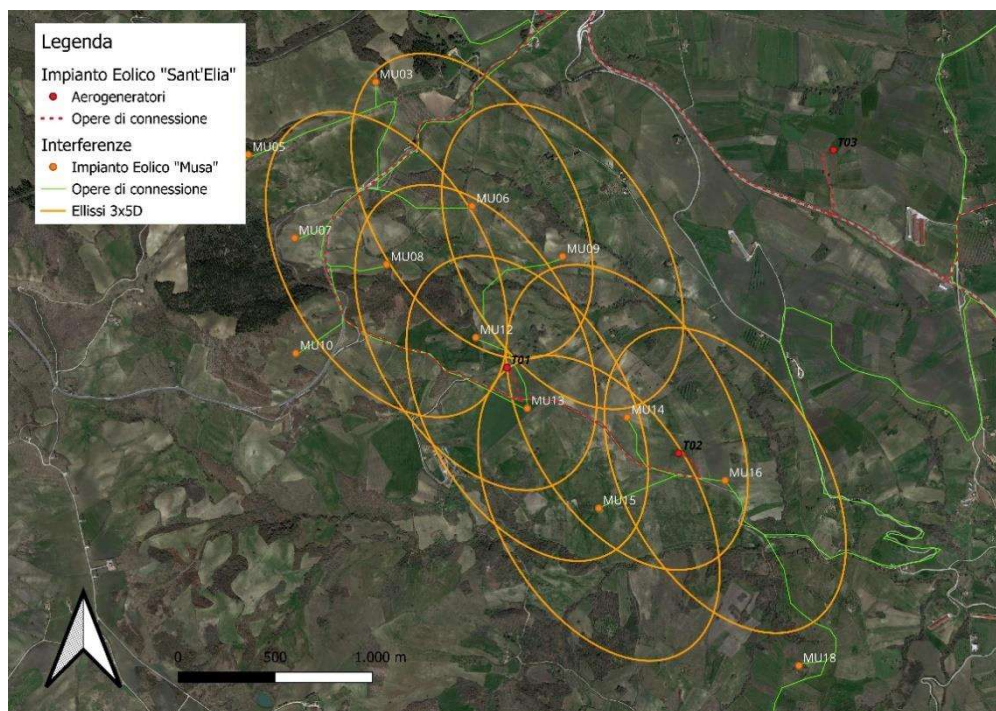 Legenda
Impianto Eolico "Sant'Elia"
Aerogeneratori
Opere di connessione
Interferenze
Impianto Eolico "Musa"
Opere di connessione
Ellissi 3x5D
MU03
MU05
T03
MU06
MU07
MU09
MU08
MU12
MU10
T01
MU13
MU14
T02
MU16
MU15
MU18
0 500 1.000 m